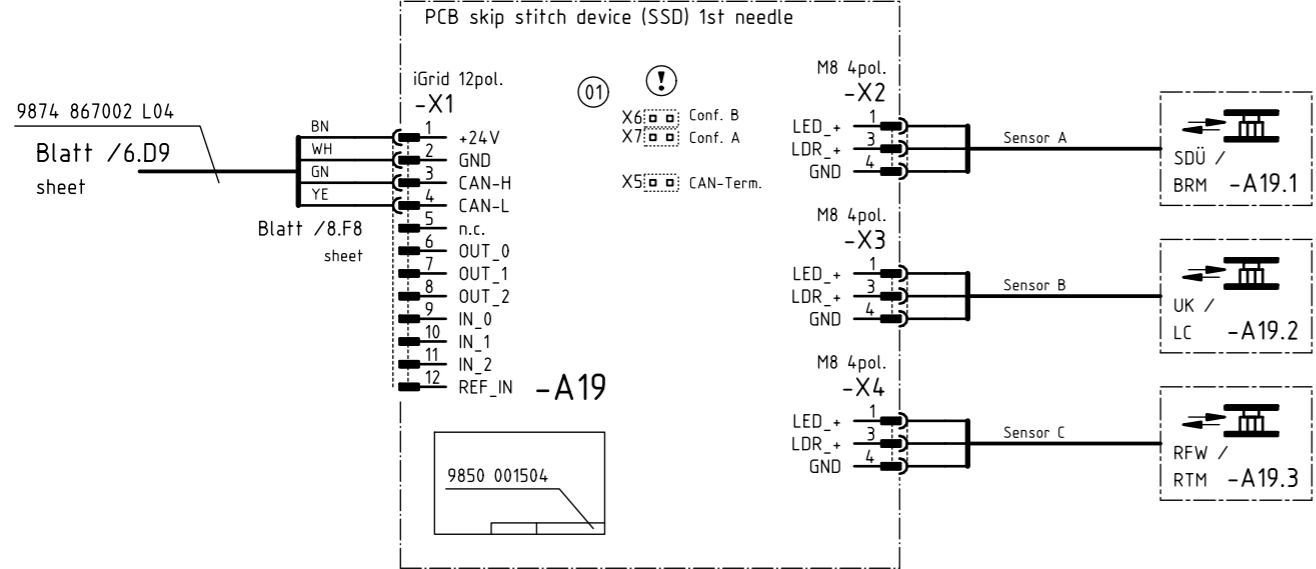 PCB skip stitch device (SSD) 1st needle
9874 867002 L04
Blatt /6.D9
sheet
BN
WH
GN
YE
Blatt /8.F8
sheet
iGrid 12pol.
-X1
1 +24V
2 GND
3 CAN-H
4 CAN-L
5 n.c.
6 OUT_0
7 OUT_1
8 OUT_2
9 IN_0
10 IN_1
11 IN_2
12 REF_IN
-A19
9850 001504
01
!
X6 Conf. B
X7 Conf. A
X5 CAN-Term.
M8 4pol.
-X2
LED_+ 1
LDR_+ 3
GND 4
Sensor A
SDÜ /
BRM -A19.1
M8 4pol.
-X3
LED_+ 1
LDR_+ 3
GND 4
Sensor B
UK /
LC -A19.2
M8 4pol.
-X4
LED_+ 1
LDR_+ 3
GND 4
Sensor C
RFW /
RTM -A19.3